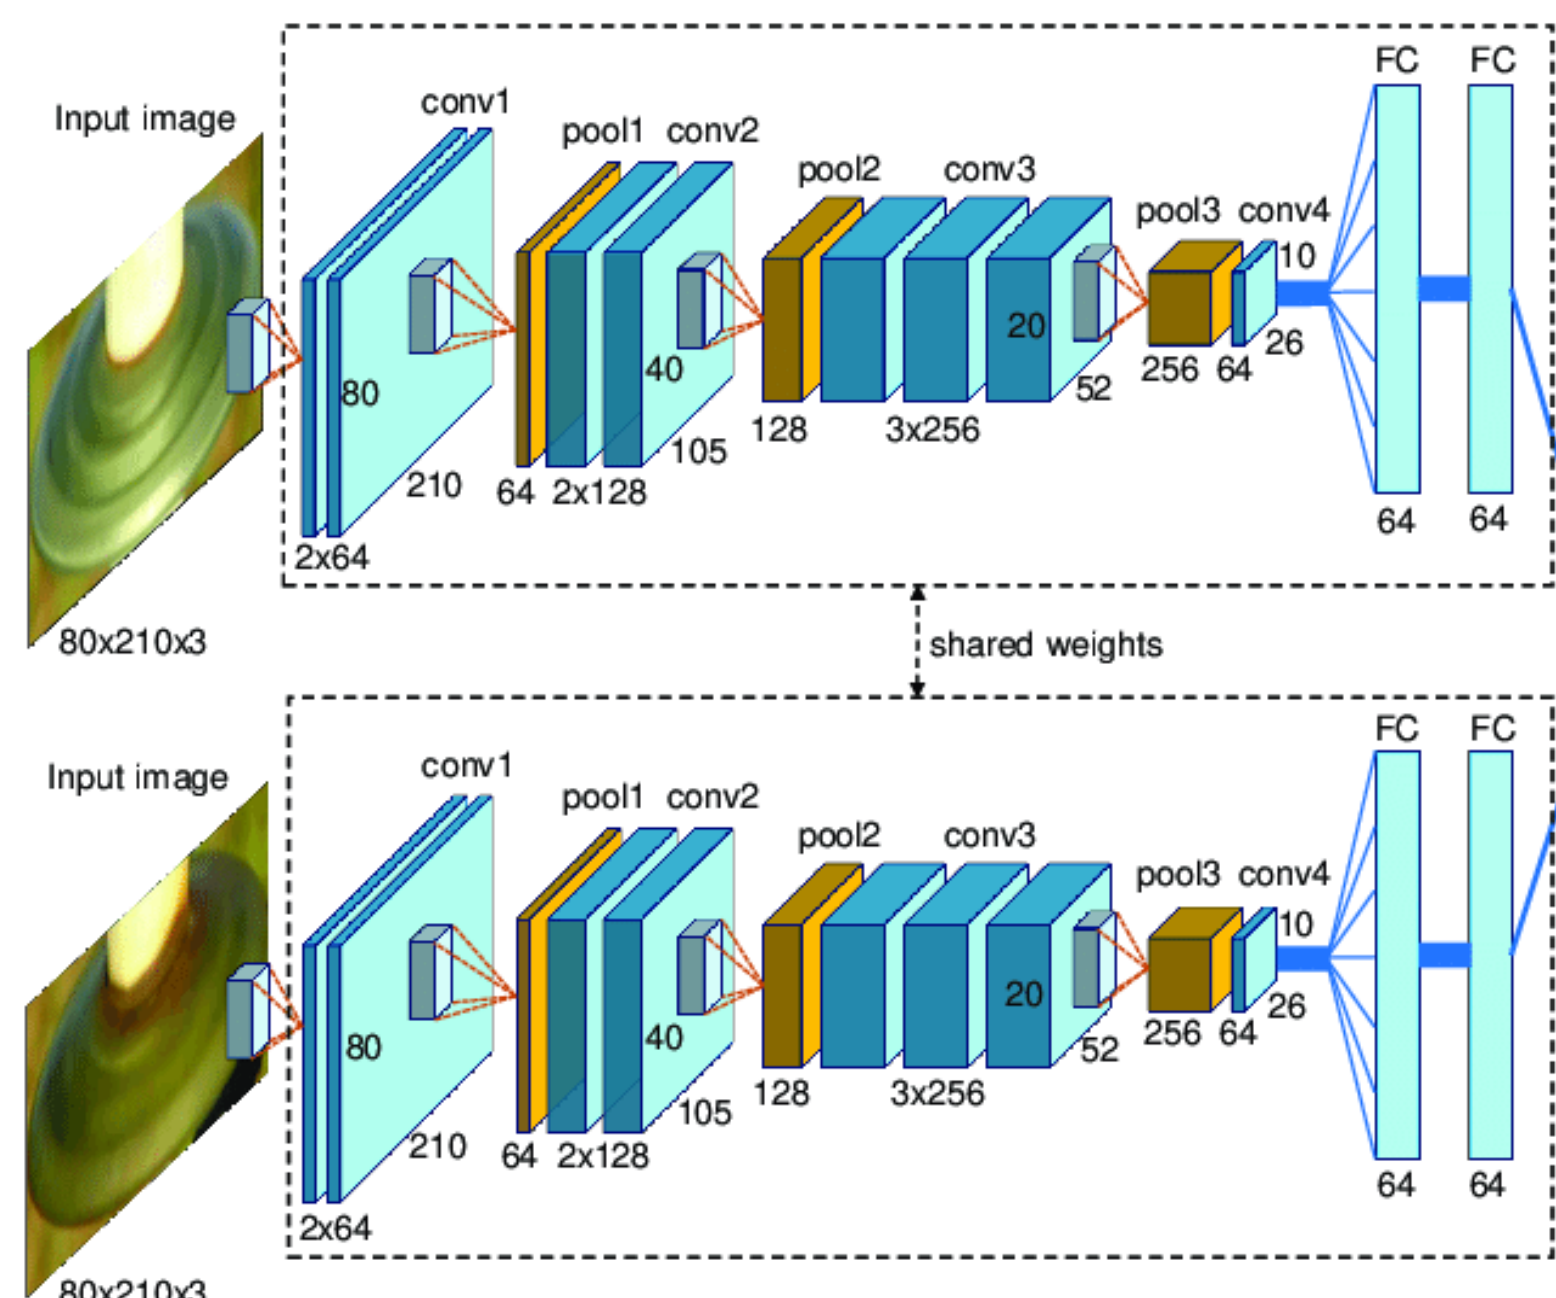 FC FC
conv1
Input image
pool1 conv2
pool2 conv3
pool3 conv4
10
20
80
40
26
256 64
52
128 3x256
105
210
64 2x128
64 64
2x64
80x210x3
shared weights
FC FC
conv1
Input image
pool1 conv2
pool2 conv3
pool3 conv4
10
20
26
80
40
256 64
52
128 3x256
105
210
64 2x128
64 64
2x64
80x210x3